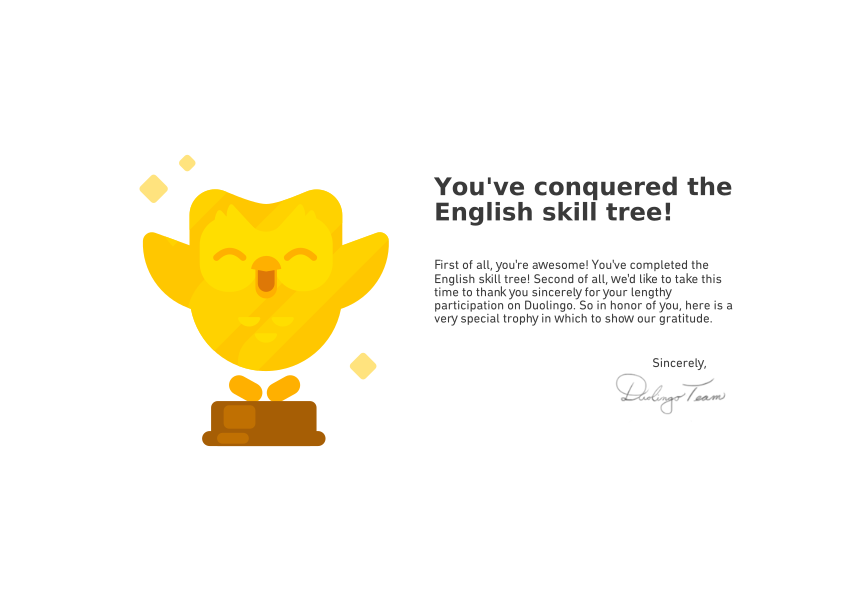 You've conquered the
English skill tree!
First of all, you're awesome! You've completed the
English skill tree! Second of all, we'd like to take this
time to thank you sincerely for your lengthy
participation on Duolingo. So in honor of you, here is a
very special trophy in which to show our gratitude.
Sincerely,
Duolingo Team